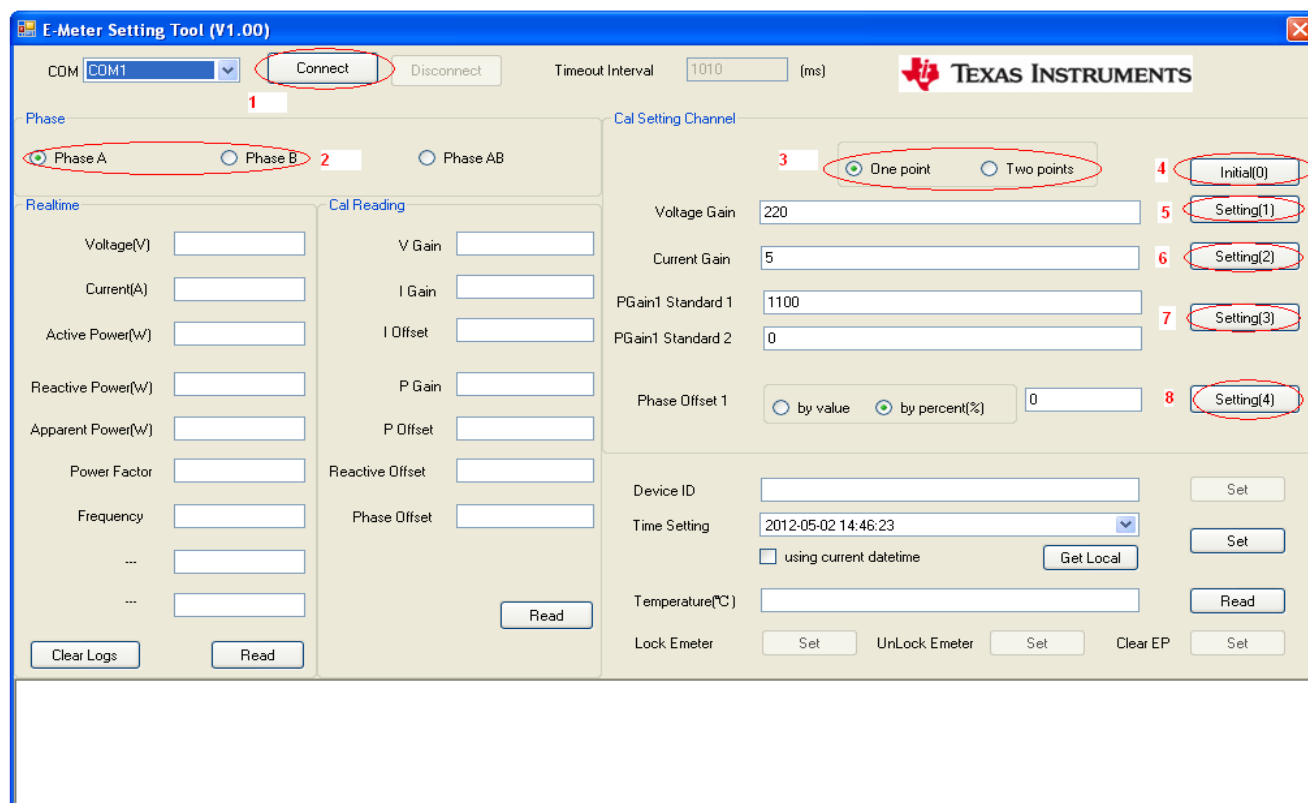 E-Meter Setting Tool (V1.00)
COM COM1 Connect Disconnect Timeout Interval 1010 (ms) TEXAS INSTRUMENTS
1
Phase
Phase A Phase B 2 Phase AB
Cal Setting Channel
3 One point Two points 4 Initial(0)
Voltage Gain 220 5 Setting(1)
Current Gain 5 6 Setting(2)
PGain1 Standard 1 1100
7 Setting(3)
PGain1 Standard 2 0
Phase Offset 1 by value by percent(%) 0 8 Setting(4)
Realtime
Voltage(V)
Current(A)
Active Power(W)
Reactive Power(W)
Apparent Power(W)
Power Factor
Frequency
---
---
Clear Logs Read
Cal Reading
V Gain
I Gain
I Offset
P Gain
P Offset
Reactive Offset
Phase Offset
Read
Device ID Set
Time Setting 2012-05-02 14:46:23
Set
using current datetime Get Local
Temperature(℃) Read
Lock Emeter Set UnLock Emeter Set Clear EP Set